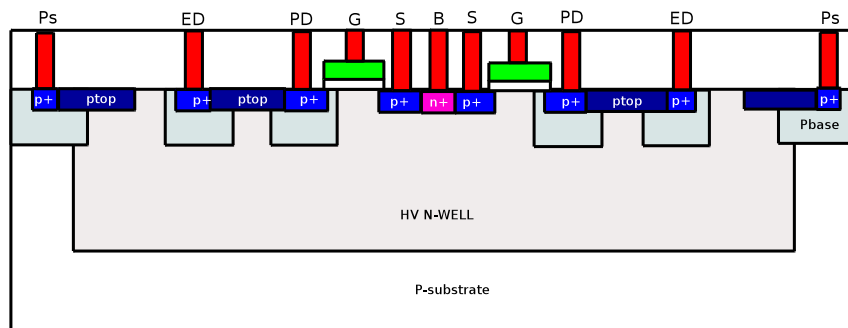 Ps ED PD G S B S G PD ED Ps
p+ ptop p+ ptop p+ p+ n+ p+ p+ ptop p+ p+
Pbase
HV N-WELL
P-substrate